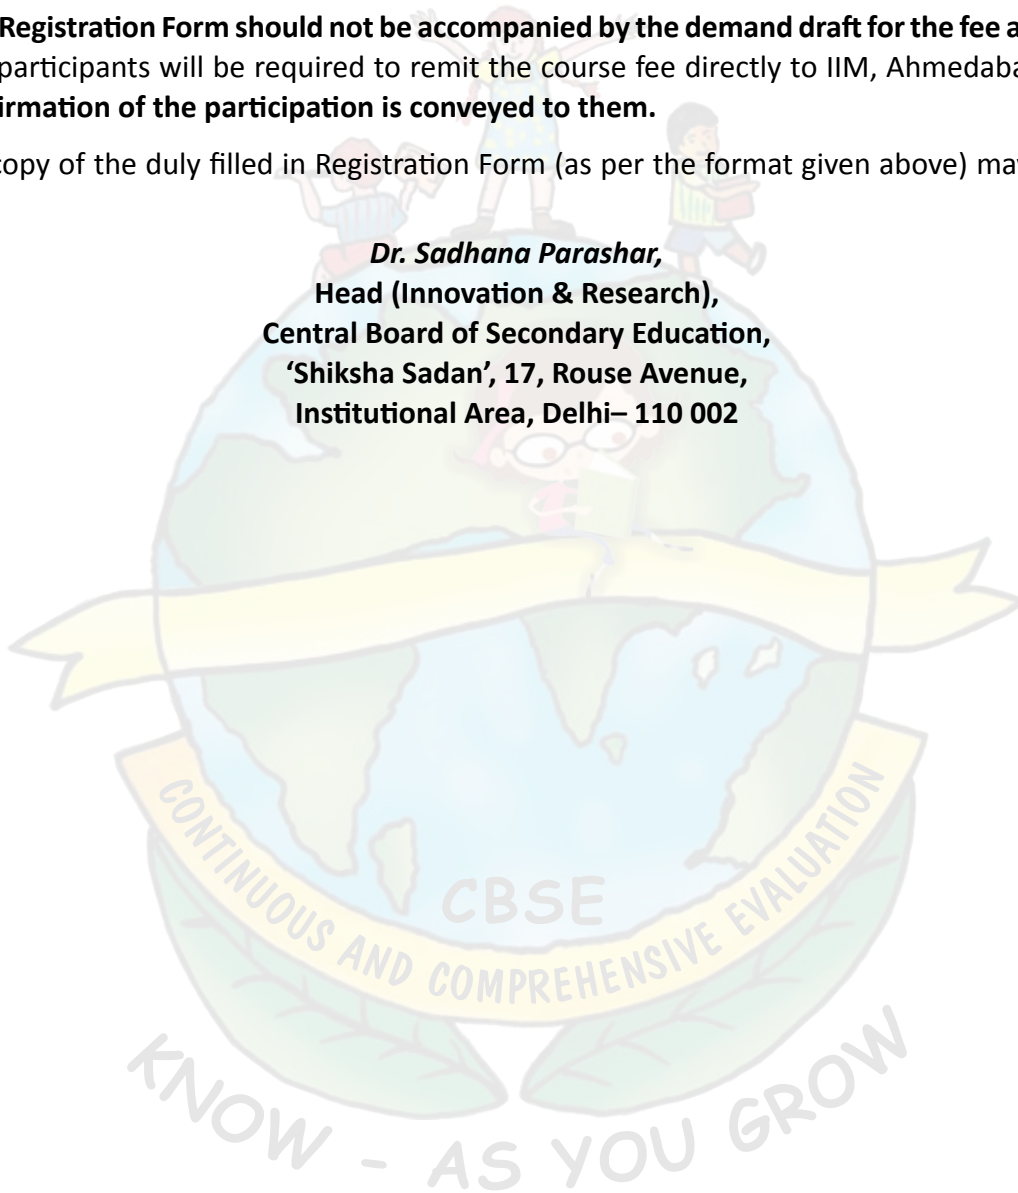 Registration Form should not be accompanied by the demand draft for the fee a
participants will be required to remit the course fee directly to IIM, Ahmedaba
irmation of the participation is conveyed to them.
copy of the duly filled in Registration Form (as per the format given above) ma
Dr. Sadhana Parashar,
Head (Innovation & Research),
Central Board of Secondary Education,
‘Shiksha Sadan’, 17, Rouse Avenue,
Institutional Area, Delhi– 110 002
CBSE
CONTINUOUS AND COMPREHENSIVE EVALUATION
KNOW - AS YOU GROW